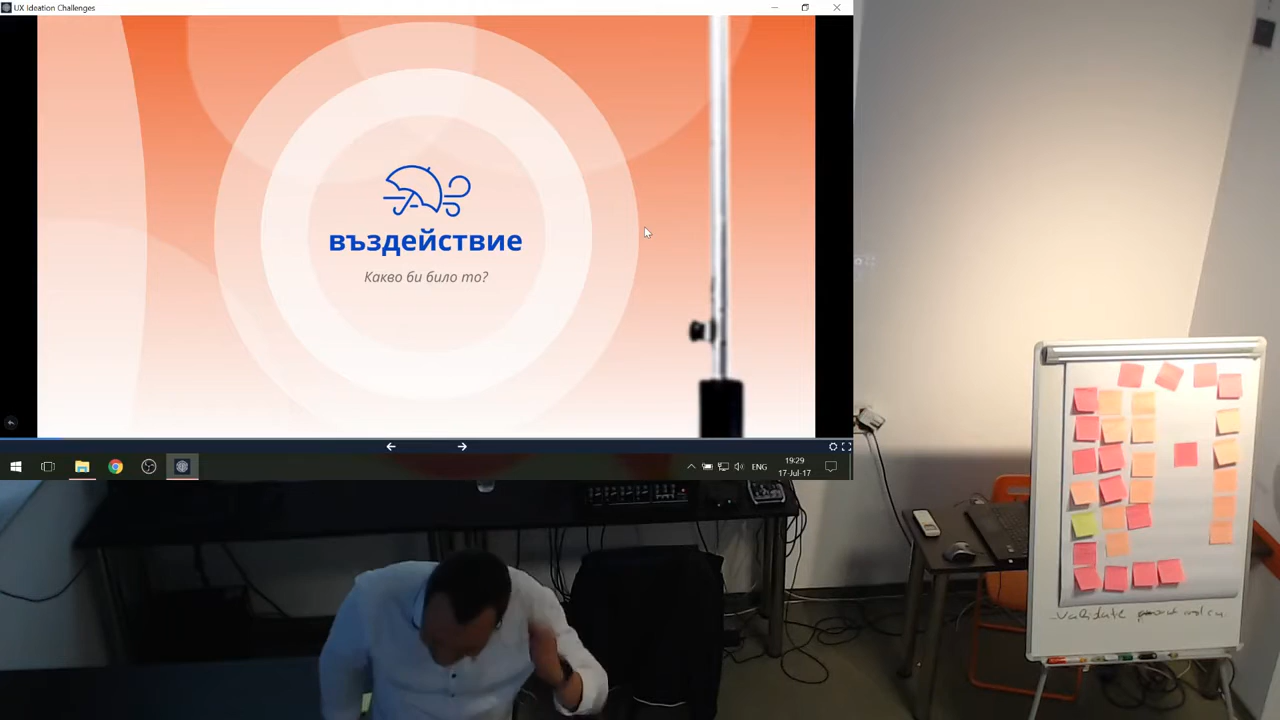 UX Ideation Challenges
въздействие
Какво би било то?
ENG
19:29
17-Jul-17
validate